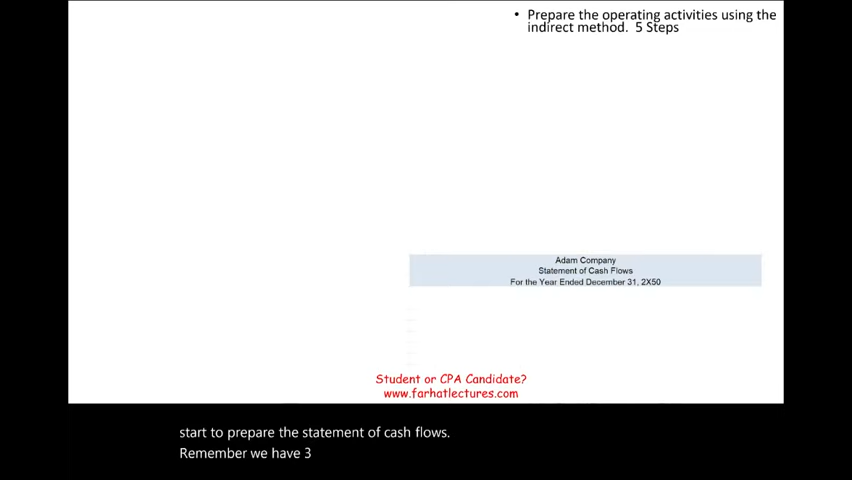 • Prepare the operating activities using the
indirect method.  5 Steps
Adam Company
Statement of Cash Flows
For the Year Ended December 31, 2X50
Student or CPA Candidate?
www.farhatlectures.com
start to prepare the statement of cash flows.
Remember we have 3